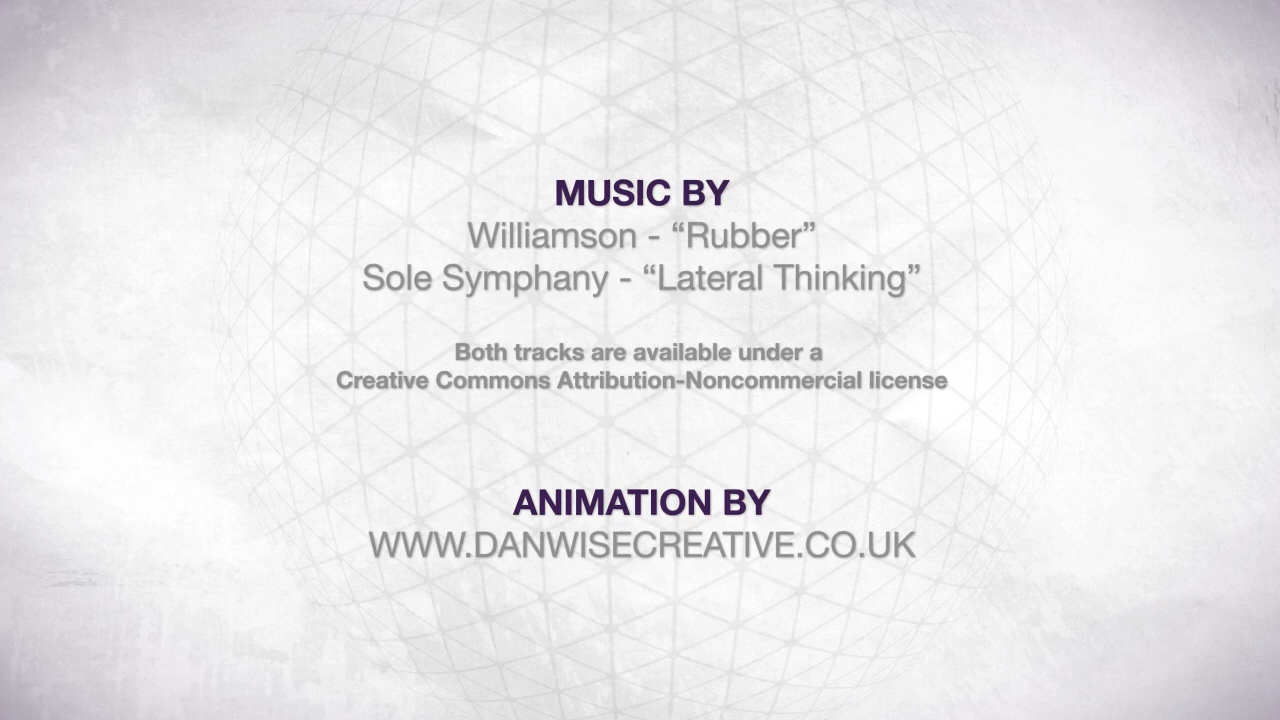 MUSIC BY
Williamson - “Rubber”
Sole Symphany - “Lateral Thinking”
Both tracks are available under a
Creative Commons Attribution-Noncommercial license
ANIMATION BY
WWW.DANWISECREATIVE.CO.UK